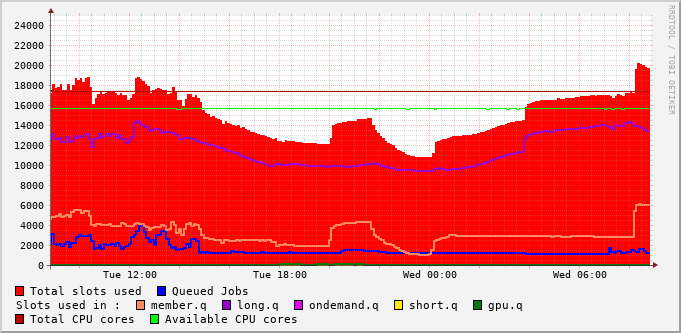 RRDTOOL / TOBI OETIKER
24000
22000
20000
18000
16000
14000
12000
10000
8000
6000
4000
2000
0
Tue 12:00 Tue 18:00 Wed 00:00 Wed 06:00
Total slots used Queued Jobs
Slots used in : member.q long.q ondemand.q short.q gpu.q
Total CPU cores Available CPU cores